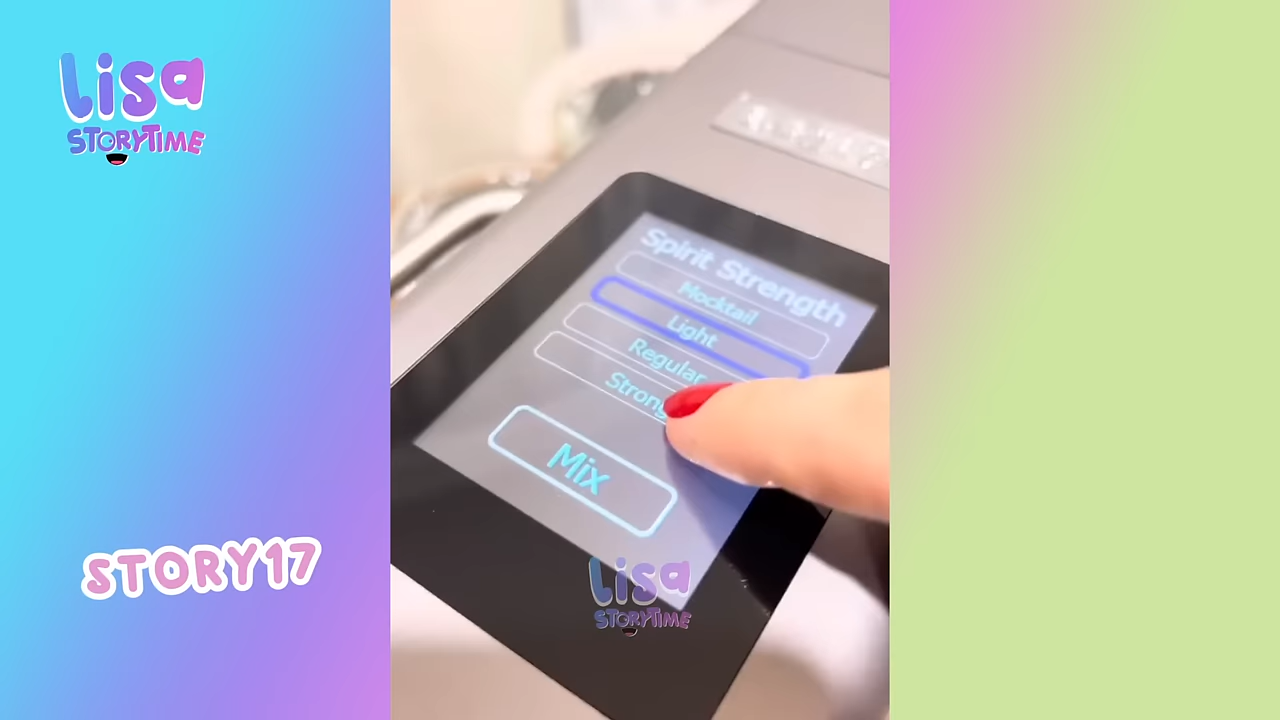 Lisa
STORYTIME
STORY17
Spirit Strength
Mocktail
Light
Regular
Strong
Mix
Lisa
STORYTIME